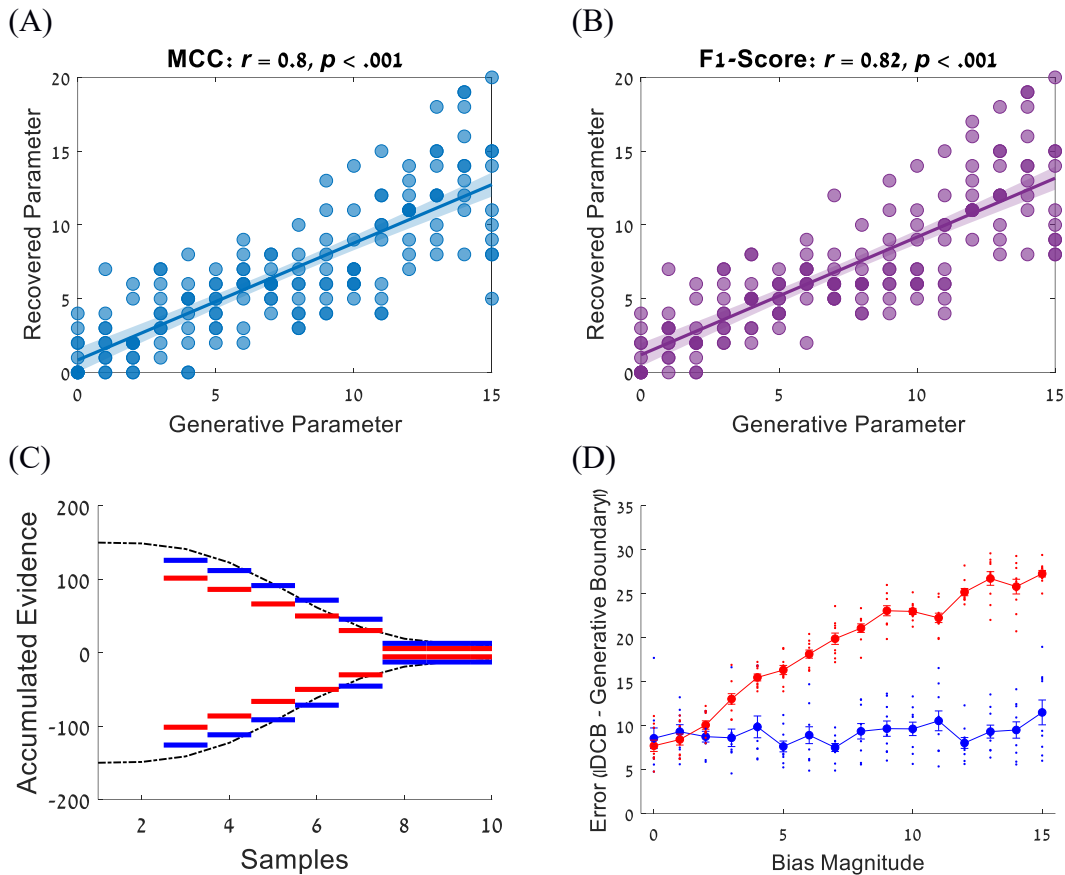 (A)
MCC: r = 0.8, p < .001
20
15
10
5
0
0 5 10 15
Recovered Parameter
Generative Parameter
(B)
F1-Score: r = 0.82, p < .001
20
15
10
5
0
0 5 10 15
Recovered Parameter
Generative Parameter
(C)
200
100
0
-100
-200
2 4 6 8 10
Accumulated Evidence
Samples
(D)
35
30
25
20
15
10
5
0
0 5 10 15
Error (|DCB - Generative Boundary|)
Bias Magnitude